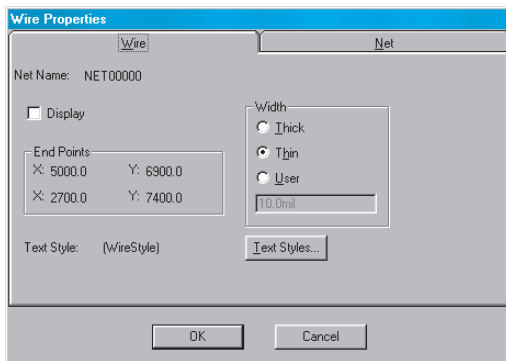 Wire Properties
Wire
Net
Net Name: NET00000
Display
End Points
X: 5000.0 Y: 6900.0
X: 2700.0 Y: 7400.0
Width
Thick
Thin
User
10.0mil
Text Style: (WireStyle)
Text Styles...
OK
Cancel